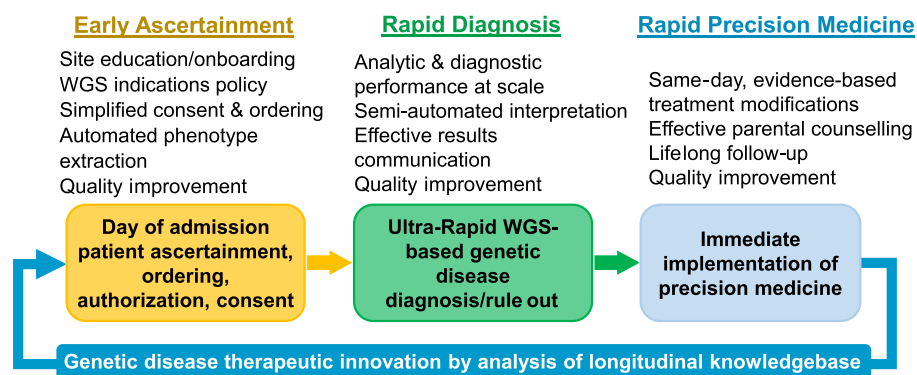 Early Ascertainment
Site education/onboarding
WGS indications policy
Simplified consent & ordering
Automated phenotype
extraction
Quality improvement
Day of admission
patient ascertainment,
ordering,
authorization, consent
Rapid Diagnosis
Analytic & diagnostic
performance at scale
Semi-automated interpretation
Effective results
communication
Quality improvement
Ultra-Rapid WGS-
based genetic
disease
diagnosis/rule out
Rapid Precision Medicine
Same-day, evidence-based
treatment modifications
Effective parental counselling
Lifelong follow-up
Quality improvement
Immediate
implementation of
precision medicine
Genetic disease therapeutic innovation by analysis of longitudinal knowledgebase